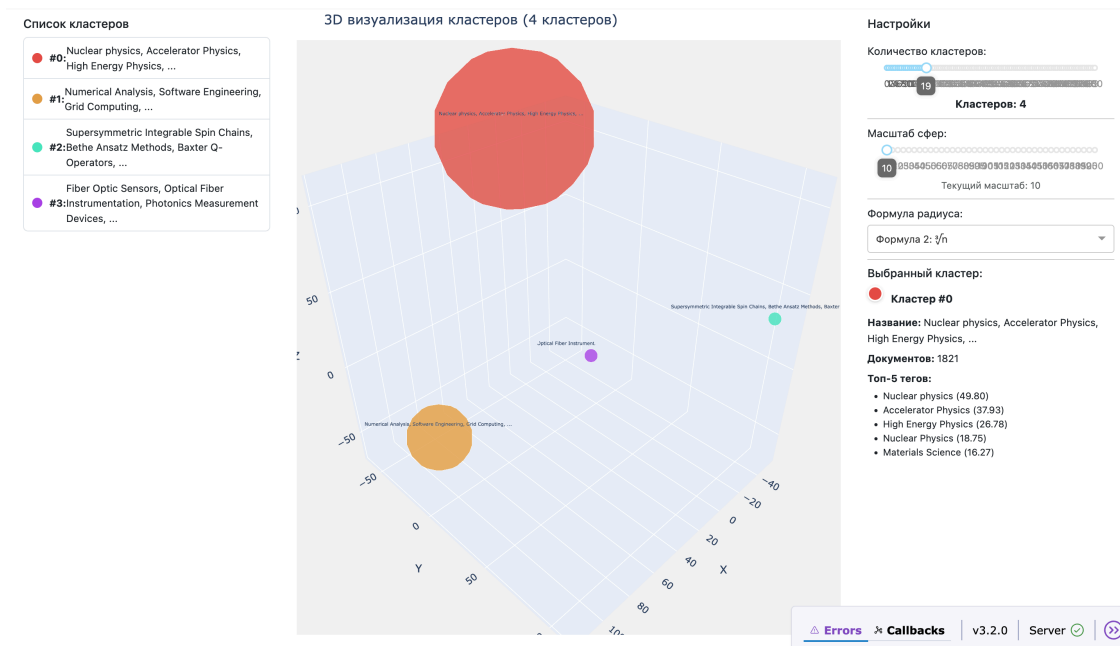 Список кластеров
#0: Nuclear physics, Accelerator Physics,
High Energy Physics, ...
#1: Numerical Analysis, Software Engineering,
Grid Computing, ...
Supersymmetric Integrable Spin Chains,
#2: Bethe Ansatz Methods, Baxter Q-
Operators, ...
Fiber Optic Sensors, Optical Fiber
#3: Instrumentation, Photonics Measurement
Devices, ...
3D визуализация кластеров (4 кластеров)
Nuclear physics, Accelerator Physics, High Energy Physics, ...
Supersymmetric Integrable Spin Chains, Bethe Ansatz Methods, Baxter
Optical Fiber Instrument
Numerical Analysis, Software Engineering, Grid Computing, ...
50
Z
0
−50
−50
0
Y
50
−40
−20
0
20
X
40
60
80
Настройки
Количество кластеров:
19
Кластеров: 4
Масштаб сфер:
10
Текущий масштаб: 10
Формула радиуса:
Формула 2: ∛n
Выбранный кластер:
Кластер #0
Название: Nuclear physics, Accelerator Physics,
High Energy Physics, ...
Документов: 1821
Топ-5 тегов:
• Nuclear physics (49.80)
• Accelerator Physics (37.93)
• High Energy Physics (26.78)
• Nuclear Physics (18.75)
• Materials Science (16.27)
Errors Callbacks v3.2.0 Server